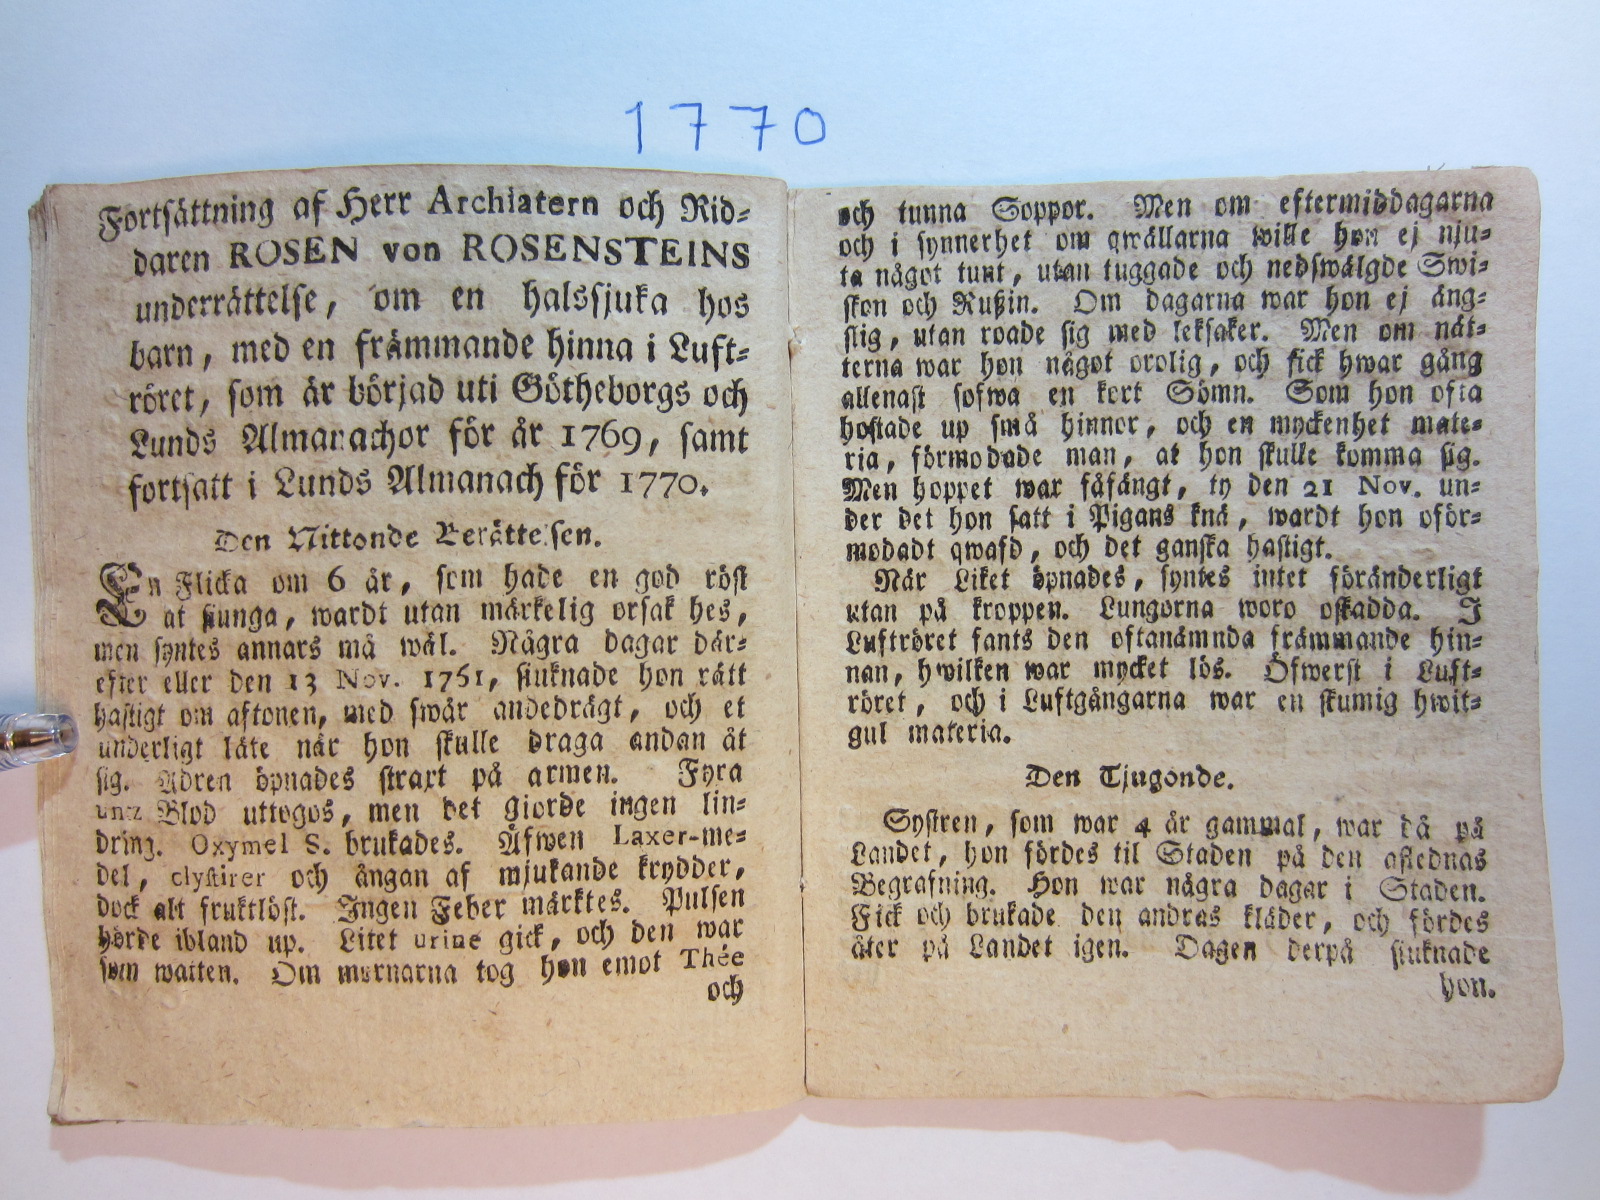 1770
Fortsättning af Herr Archiatern och Rid-
daren ROSEN von ROSENSTEINS
underrättelse, om en halssjuka hos
barn, med en främmande hinna i Luft-
röret, som är börjad uti Götheborgs och
Lunds Almanachor för år 1769, samt
fortsatt i Lunds Almanach för 1770.
Den Nittonde Berättelsen.
En Flicka om 6 år, som hade en god röst
at siunga, wardt utan märkelig orsak hes,
men syntes annars må wäl. Några dagar där-
efter eller den 13 Nov. 1761, siuknade hon rätt
hastigt om aftonen, med swår andedrägt, och et
underligt läte när hon skulle draga andan åt
sig. Ådren öpnades straxt på armen. Fyra
untz Blod uttogos, men det giorde ingen lin-
dring. Oxymel S. brukades. Äfwen Laxer-me-
del, clystirer och ångan af mjukande krydder,
dock alt fruktlöst. Ingen Feber märktes. Pulsen
hörde ibland up. Litet urine gick, och den war
som watten. Om mornarna tog hon emot Thée
och
och tunna Soppor. Men om eftermiddagarna
och i synnerhet om qwällarna wille hon ej nju-
ta något tunt, utan tuggade och nedswälgde Swi-
skon och Rußin. Om dagarna war hon ej äng-
slig, utan roade sig med leksaker. Men om nät-
terna war hon något orolig, och fick hwar gång
allenast sofwa en kort Sömn. Som hon ofta
hostade up små hinnor, och en myckenhet mate-
ria, förmodade man, at hon skulle komma sig.
Men hoppet war fåfängt, ty den 21 Nov. un-
der det hon satt i Pigans knä, wardt hon oför-
modadt qwafd, och det ganska hastigt.
När Liket öpnades, syntes intet föränderligt
utan på kroppen. Lungorna woro oskadda. I
Luftröret fants den oftanämnda främmande hin-
nan, hwilken war mycket lös. Öfwerst i Luft-
röret, och i Luftgångarna war en skumig hwit-
gul materia.
Den Tjugonde.
Systren, som war 4 år gammal, war då på
Landet, hon fördes til Staden på den aflednas
Begrafning. Hon war några dagar i Staden.
Fick och brukade den andras kläder, och fördes
åter på Landet igen. Dagen derpå siuknade
hon.